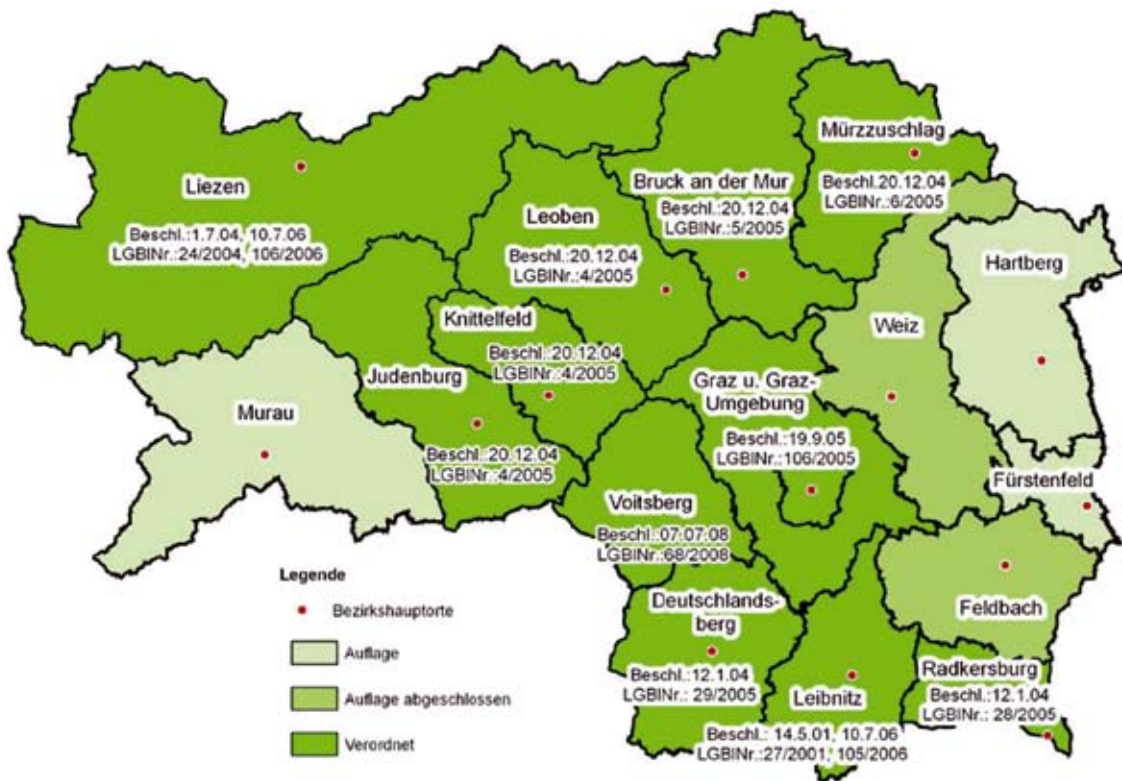 Mürzzuschlag
Beschl.20.12.04
LGBlNr.:6/2005
Liezen
Beschl.:1.7.04, 10.7.06
LGBlNr.:24/2004, 106/2006
Bruck an der Mur
Beschl.:20.12.04
LGBlNr.:5/2005
Leoben
Beschl.:20.12.04
LGBlNr.:4/2005
Hartberg
Knittelfeld
Beschl.:20.12.04
LGBlNr.:4/2005
Weiz
Judenburg
Beschl.:20.12.04
LGBlNr.:4/2005
Graz u. Graz-
Umgebung
Beschl.:19.9.05
LGBlNr.:106/2005
Murau
Fürstenfeld
Voitsberg
Beschl.:07:07:08
LGBlNr.:68/2008
Deutschlands-
berg
Beschl.:12.1.04
LGBlNr.: 29/2005
Feldbach
Radkersburg
Beschl.:12.1.04
LGBlNr.: 28/2005
Leibnitz
Beschl.: 14.5.01, 10.7.06
LGBlNr.:27/2001, 105/2006
Legende
Bezirkshauptorte
Auflage
Auflage abgeschlossen
Verordnet